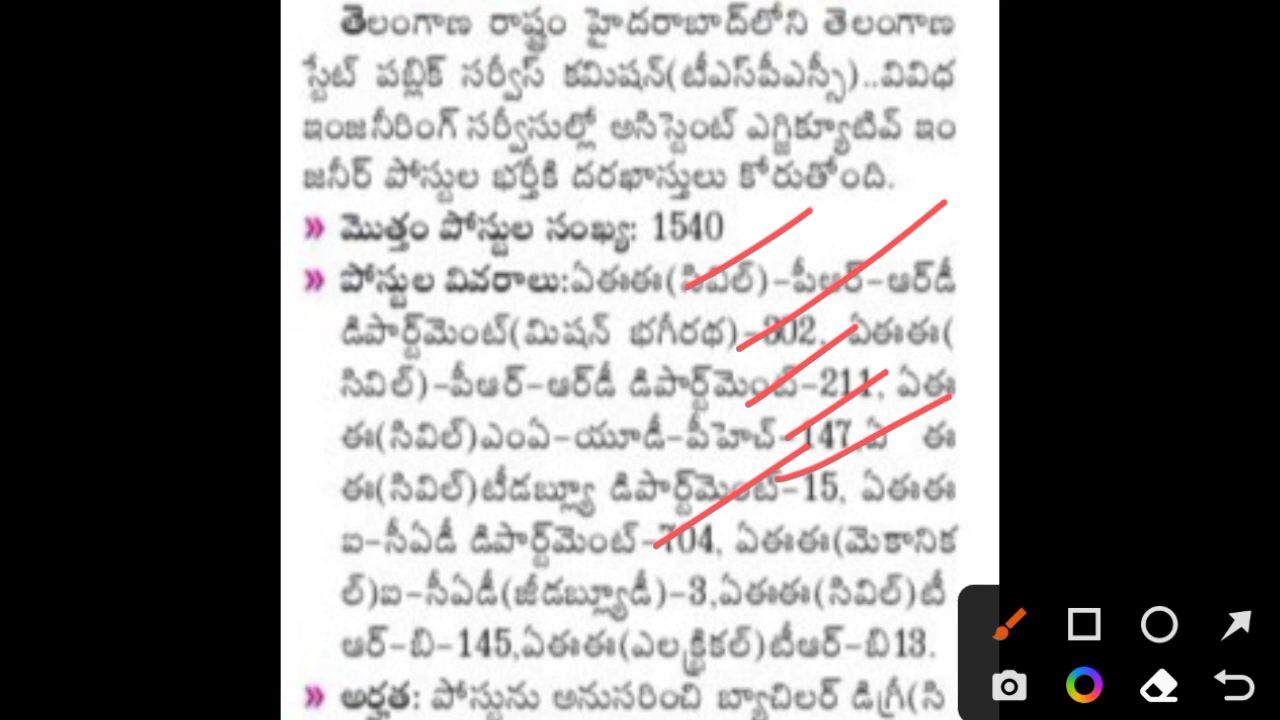 తెలంగాణ రాష్ట్రం హైదరాబాద్‌లోని తెలంగాణ
స్టేట్ పబ్లిక్ సర్వీస్ కమిషన్(టీఎస్‌పీఎస్సీ)..వివిధ
ఇంజనీరింగ్ సర్వీసుల్లో అసిస్టెంట్ ఎగ్జిక్యూటివ్ ఇం
జనీర్ పోస్టుల భర్తీకి దరఖాస్తులు కోరుతోంది.
» మొత్తం పోస్టుల సంఖ్య: 1540
» పోస్టుల వివరాలు:ఏఈఈ(సివిల్)-పీఆర్-ఆర్‌డీ
డిపార్ట్‌మెంట్(మిషన్ భగీరథ)-302, ఏఈఈ(
సివిల్)-పీఆర్-ఆర్‌డీ డిపార్ట్‌మెంట్-211, ఏఈ
ఈ(సివిల్)ఎంఏ-యూడీ-పీహెచ్-147,ఏ ఈ
ఈ(సివిల్)టీడబ్ల్యూ డిపార్ట్‌మెంట్-15, ఏఈఈ
ఐ-సీఏడీ డిపార్ట్‌మెంట్-704, ఏఈఈ(మెకానిక
ల్)ఐ-సీఏడీ(జీడబ్ల్యూడీ)-3,ఏఈఈ(సివిల్)టీ
ఆర్-బి-145,ఏఈఈ(ఎలక్ట్రికల్)టీఆర్-బి13.
» అర్హత: పోస్టును అనుసరించి బ్యాచిలర్ డిగ్రీ(సి